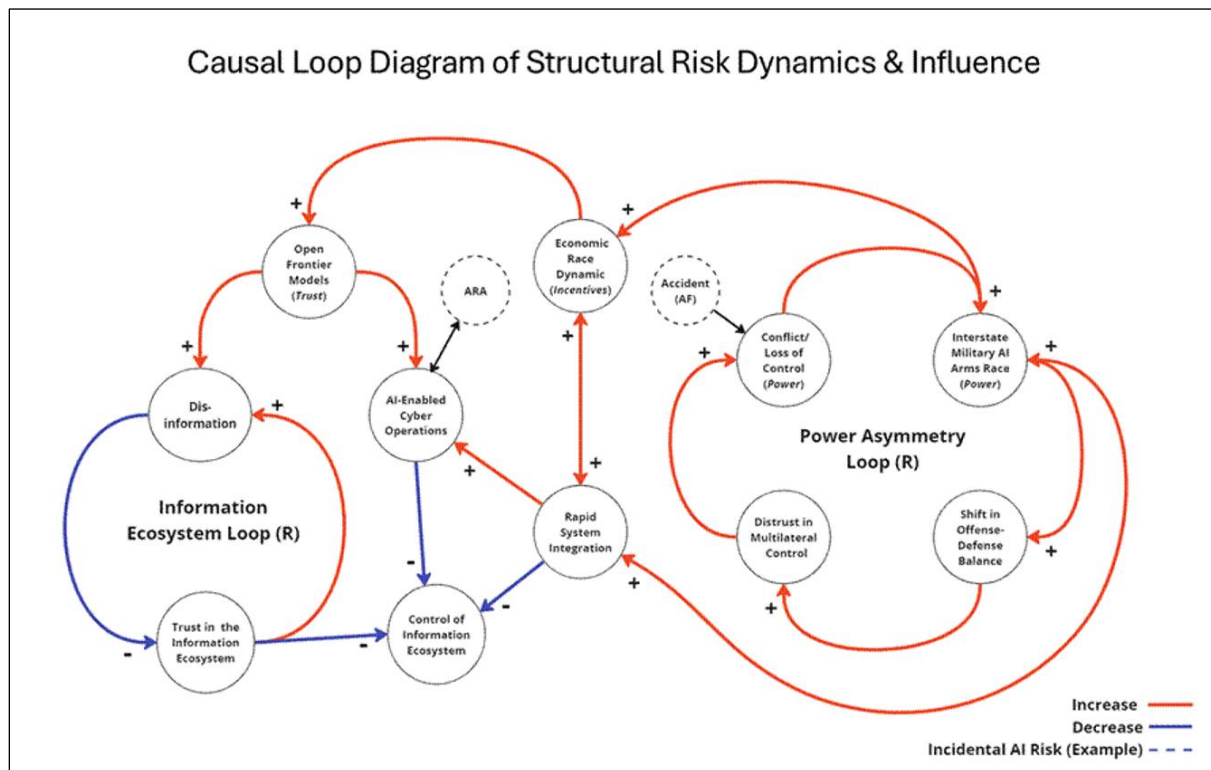 Causal Loop Diagram of Structural Risk Dynamics & Influence
+
+
Open
Frontier
Models
(Trust)
Economic
Race
Dynamic
(Incentives)
ARA
Accident
(AF)
+
+
+
+
+
+
Conflict/
Loss of
Control
(Power)
Interstate
Military AI
Arms Race
(Power)
+
Dis-
information
+
AI-Enabled
Cyber
Operations
Power Asymmetry
Loop (R)
+
+
Information
Ecosystem Loop (R)
Rapid
System
Integration
Distrust in
Multilateral
Control
Shift in
Offense-
Defense
Balance
+
-
+
-
+
Trust in the
Information
Ecosystem
-
-
Control of
Information
Ecosystem
Increase
Decrease
Incidental AI Risk (Example)